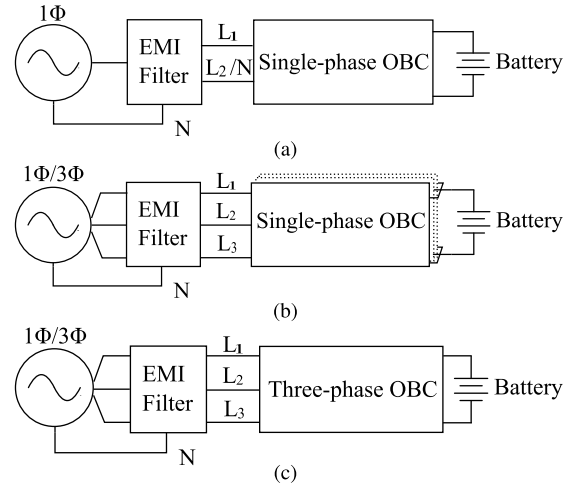 1Φ
EMI
Filter
L1
L2/N
Single-phase OBC
Battery
N
(a)
1Φ/3Φ
EMI
Filter
L1
L2
L3
Single-phase OBC
Battery
N
(b)
1Φ/3Φ
EMI
Filter
L1
L2
L3
Three-phase OBC
Battery
N
(c)